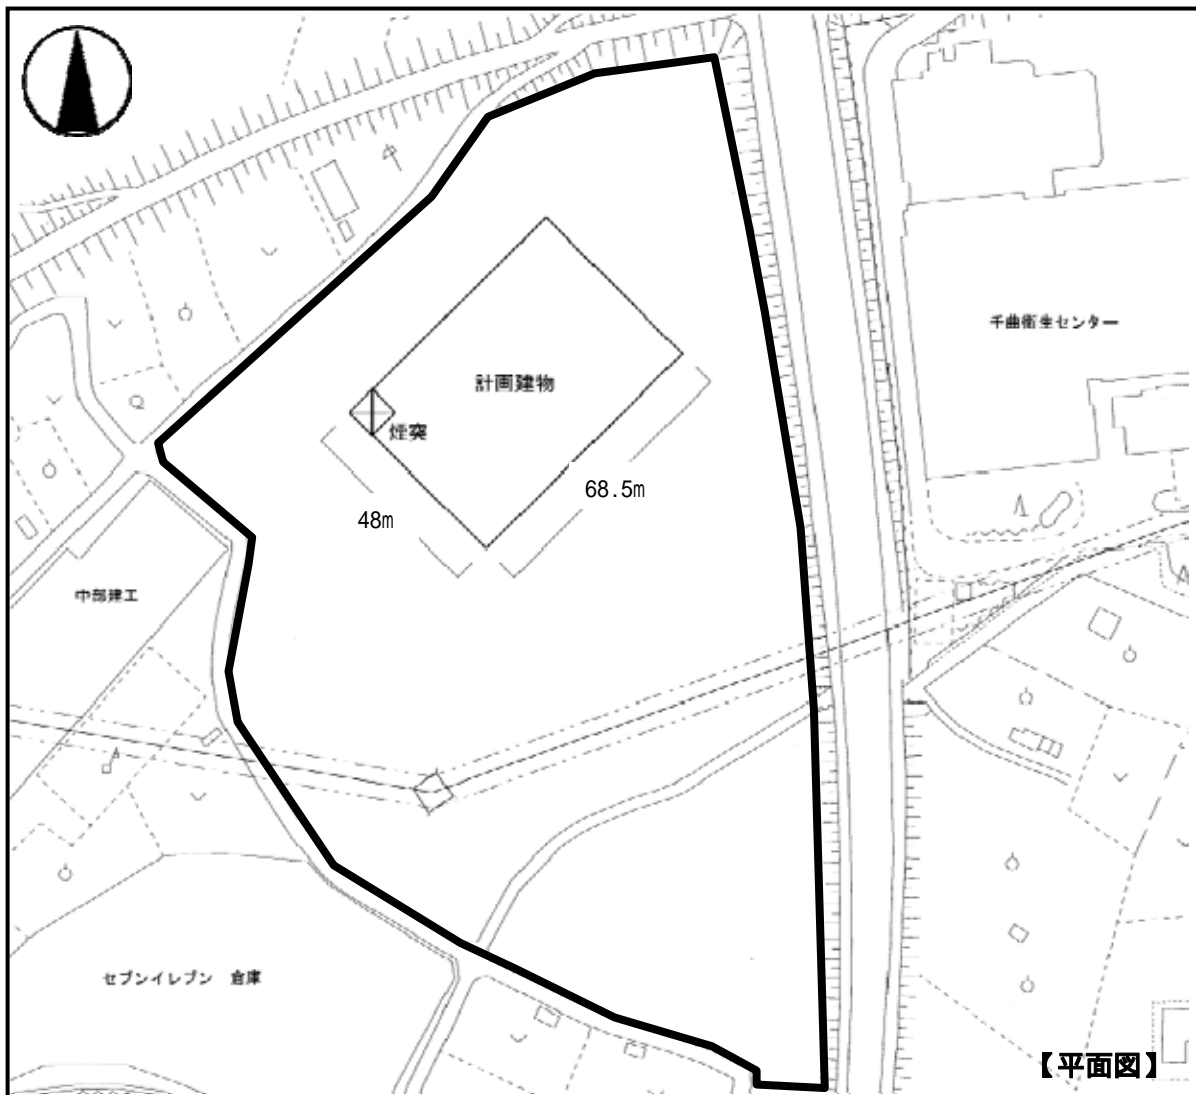 千曲衛生センター
計画建物
煙突
68.5m
48m
中部建工
セブンイレブン 倉庫
【平面図】